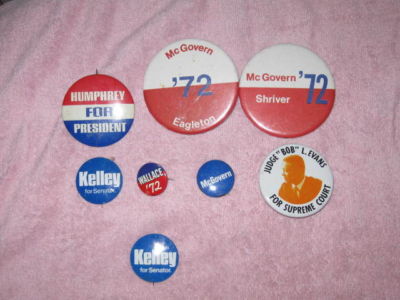 HUMPHREY
FOR
PRESIDENT
McGovern
'72
Eagleton
McGovern '72
Shriver
Kelley
for Senator.
WALLACE,
'72
McGovern
JUDGE "BOB" L. EVANS
FOR SUPREME COURT
Kelley
for Senator.